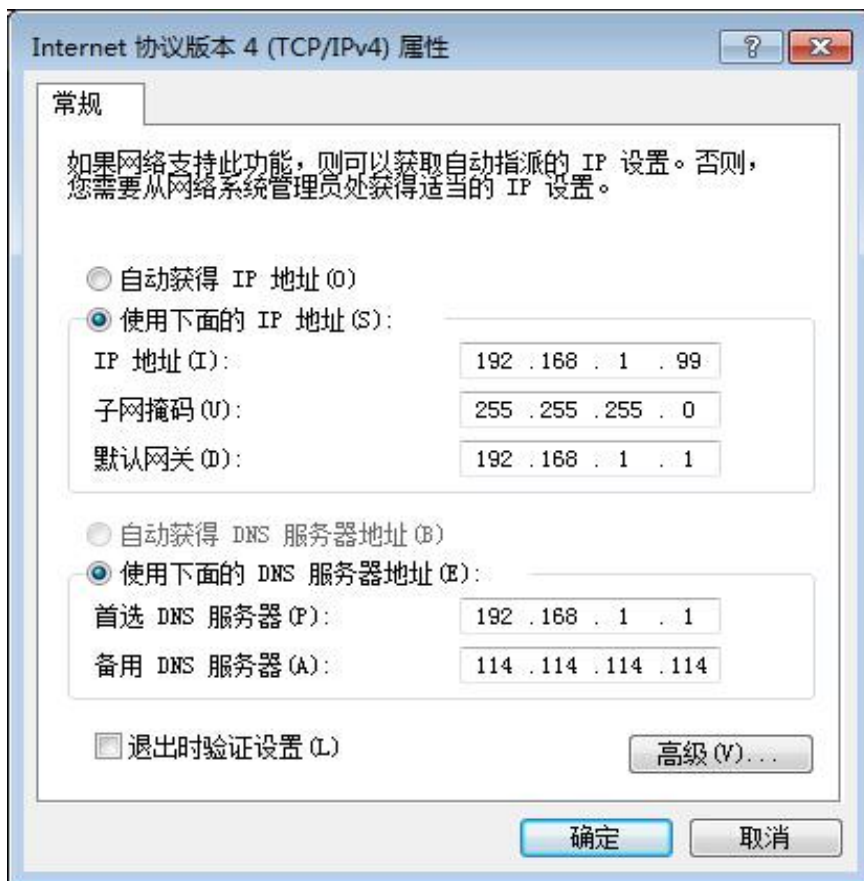 Internet 协议版本 4 (TCP/IPv4) 属性
常规
如果网络支持此功能，则可以获取自动指派的 IP 设置。否则，
您需要从网络系统管理员处获得适当的 IP 设置。
自动获得 IP 地址(O)
使用下面的 IP 地址(S):
IP 地址(I): 192 .168 . 1 . 99
子网掩码(U): 255 .255 .255 . 0
默认网关(D): 192 .168 . 1 . 1
自动获得 DNS 服务器地址(B)
使用下面的 DNS 服务器地址(E):
首选 DNS 服务器(P): 192 .168 . 1 . 1
备用 DNS 服务器(A): 114 .114 .114 .114
退出时验证设置(L)
高级(V)...
确定 取消